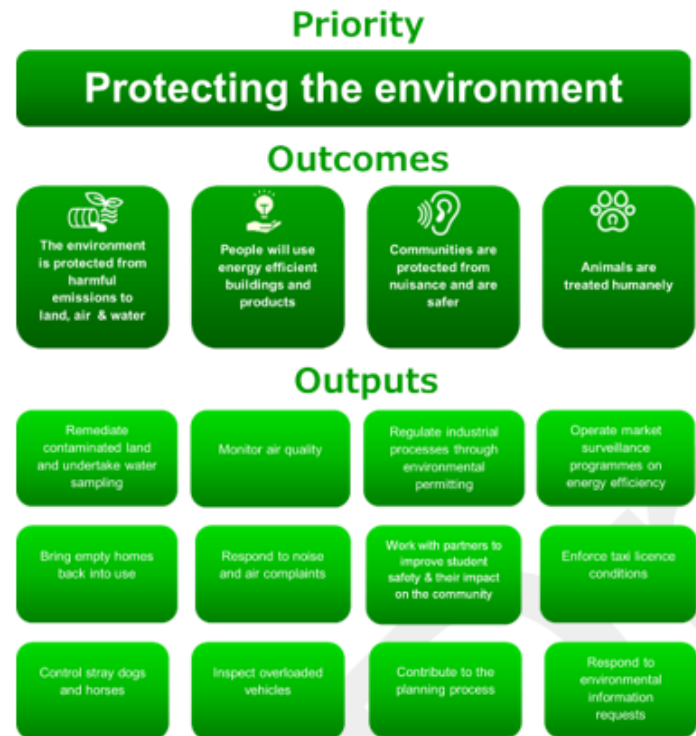 Priority
Protecting the environment
Outcomes
The environment
is protected from
harmful
emissions to
land, air & water
People will use
energy efficient
buildings and
products
Communities are
protected from
nuisance and are
safer
Animals are
treated humanely
Outputs
Remediate
contaminated land
and undertake water
sampling
Monitor air quality
Regulate industrial
processes through
environmental
permitting
Operate market
surveillance
programmes on
energy efficiency
Bring empty homes
back into use
Respond to noise
and air complaints
Work with partners to
improve student
safety & their impact
on the community
Enforce taxi licence
conditions
Control stray dogs
and horses
Inspect overloaded
vehicles
Contribute to the
planning process
Respond to
environmental
information
requests